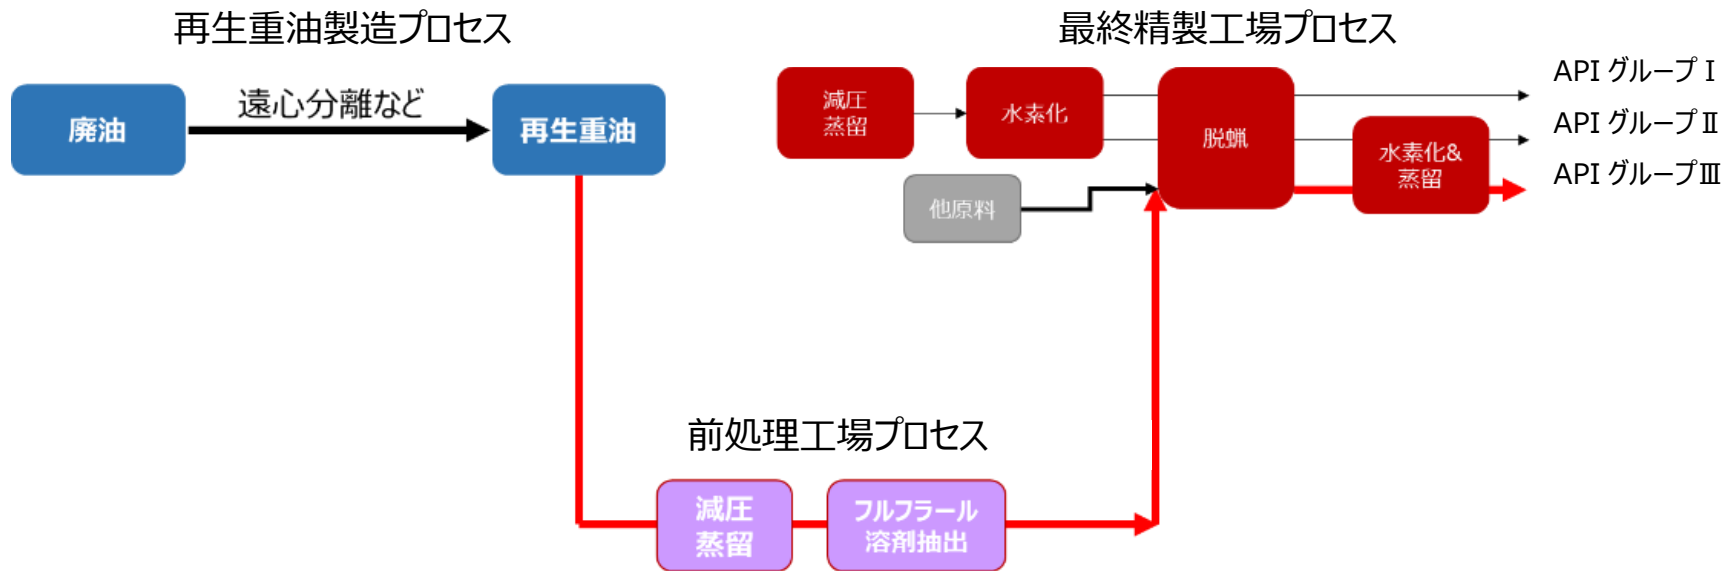 再生重油製造プロセス
最終精製工場プロセス
廃油
遠心分離など
再生重油
減圧
蒸留
水素化
脱蝋
水素化&
蒸留
他原料
API グループ Ⅰ
API グループ Ⅱ
API グループⅢ
前処理工場プロセス
減圧
蒸留
フルフラール
溶剤抽出